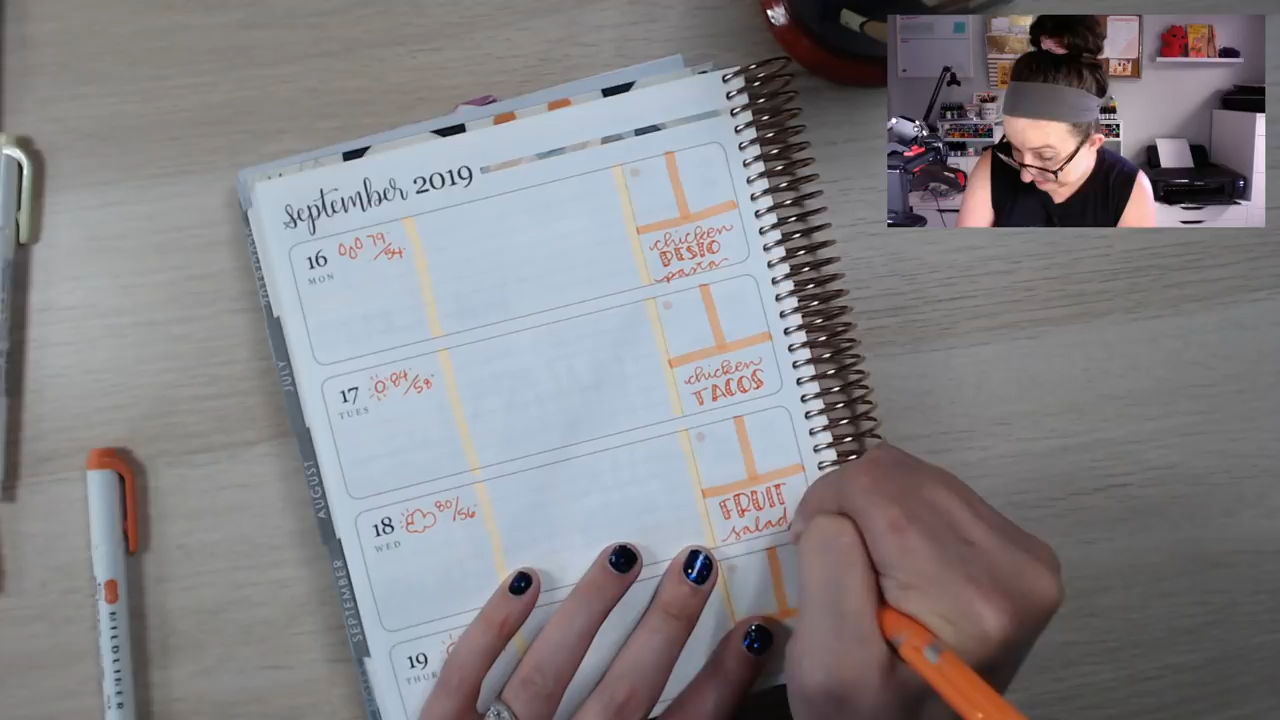 september 2019
16 79°/54
MON
chicken
PESTO
pasta
17 84°/58°
TUES
chicken
TACOS
18 80°/56°
WED
FRUIT
salad
19
THUR
JULY
AUGUST
SEPTEMBER
MILDLINER